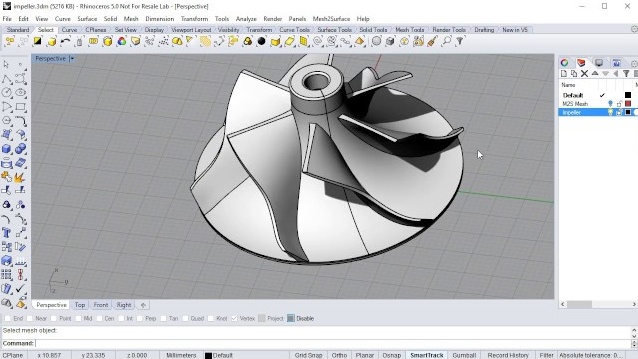 impeller.3dm (5216 KB) - Rhinoceros 5.0 Not For Resale Lab - [Perspective]
File Edit View Curve Surface Solid Mesh Dimension Transform Tools Analyze Render Panels Mesh2Surface Help
Standard Select CPlanes Set View Display Viewport Layout Visibility Transform Curve Tools Surface Tools Solid Tools Mesh Tools Render Tools Drafting New in V5
Perspective
Name
Default
M2S Mesh
Impeller
Perspective Top Front Right
End Near Point Mid Cen Int Perp Tan Quad Knot Vertex Project Disable
Select mesh object:
Command:
CPlane x 10.857 y 23.335 z 0.000 Millimeters Default Grid Snap Ortho Planar Osnap SmartTrack Gumball Record History Filter Absolute tolerance: 0....